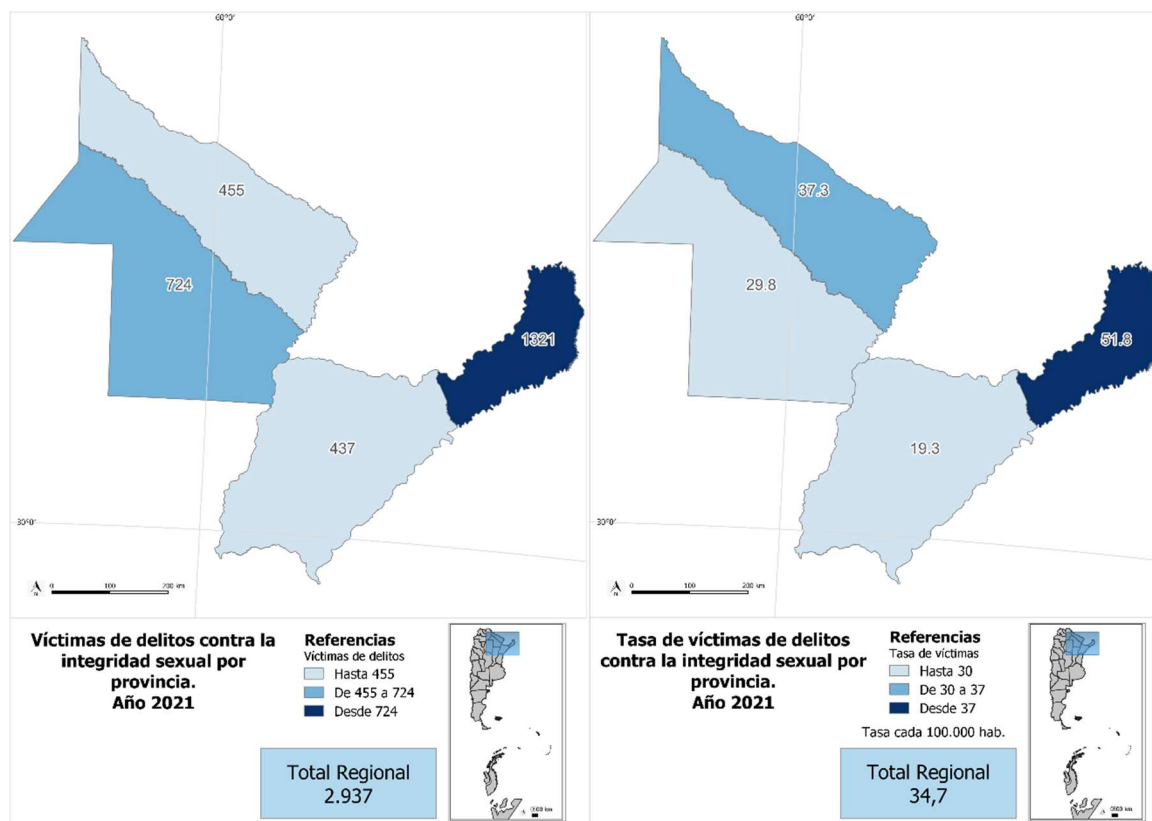 60°0'
455
724
1321
437
30°0'
N
0 100 200 km
Víctimas de delitos contra la
integridad sexual por
provincia.
Año 2021
Referencias
Víctimas de delitos
Hasta 455
De 455 a 724
Desde 724
Total Regional
2.937
60°0'
37.3
29.8
51.8
19.3
30°0'
N
0 100 200 km
Tasa de víctimas de delitos
contra la integridad sexual por
provincia.
Año 2021
Referencias
Tasa de víctimas
Hasta 30
De 30 a 37
Desde 37
Tasa cada 100.000 hab.
Total Regional
34,7